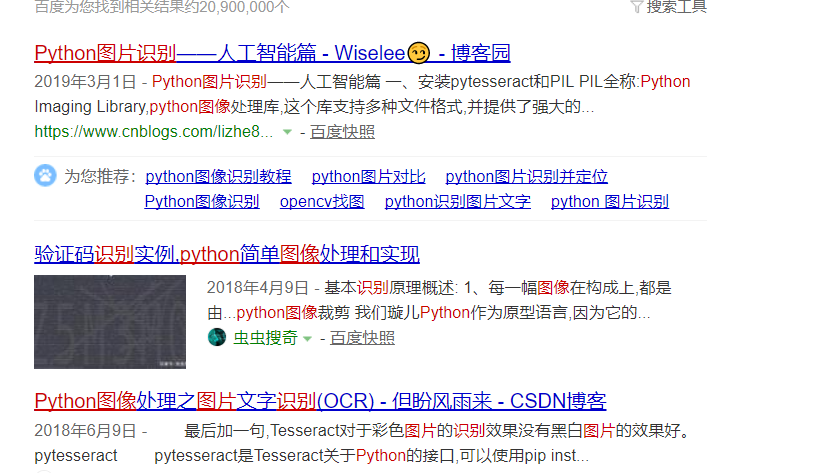 百度为您找到相关结果约20,900,000个
搜索工具
Python图片识别——人工智能篇 - Wiselee😏 - 博客园
2019年3月1日 - Python图片识别——人工智能篇 一、安装pytesseract和PIL PIL全称:Python
Imaging Library,python图像处理库,这个库支持多种文件格式,并提供了强大的...
https://www.cnblogs.com/lizhe8... - 百度快照
为您推荐: python图像识别教程 python图片对比 python图片识别并定位
Python图像识别 opencv找图 python识别图片文字 python 图片识别
验证码识别实例,python简单图像处理和实现
2018年4月9日 - 基本识别原理概述: 1、每一幅图像在构成上,都是
由...python图像裁剪 我们璇儿Python作为原型语言,因为它的...
虫虫搜奇 - 百度快照
Python图像处理之图片文字识别(OCR) - 但盼风雨来 - CSDN博客
2018年6月9日 - 最后加一句,Tesseract对于彩色图片的识别效果没有黑白图片的效果好。
pytesseract pytesseract是Tesseract关于Python的接口,可以使用pip inst...